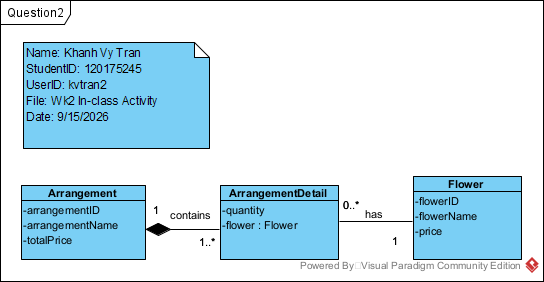 Question2
Name: Khanh Vy Tran
StudentID: 120175245
UserID: kvtran2
File: Wk2 In-class Activity
Date: 9/15/2026
Arrangement
-arrangementID
-arrangementName
-totalPrice
1
contains
1..*
ArrangementDetail
-quantity
-flower : Flower
0..*
has
1
Flower
-flowerID
-flowerName
-price
Powered By Visual Paradigm Community Edition